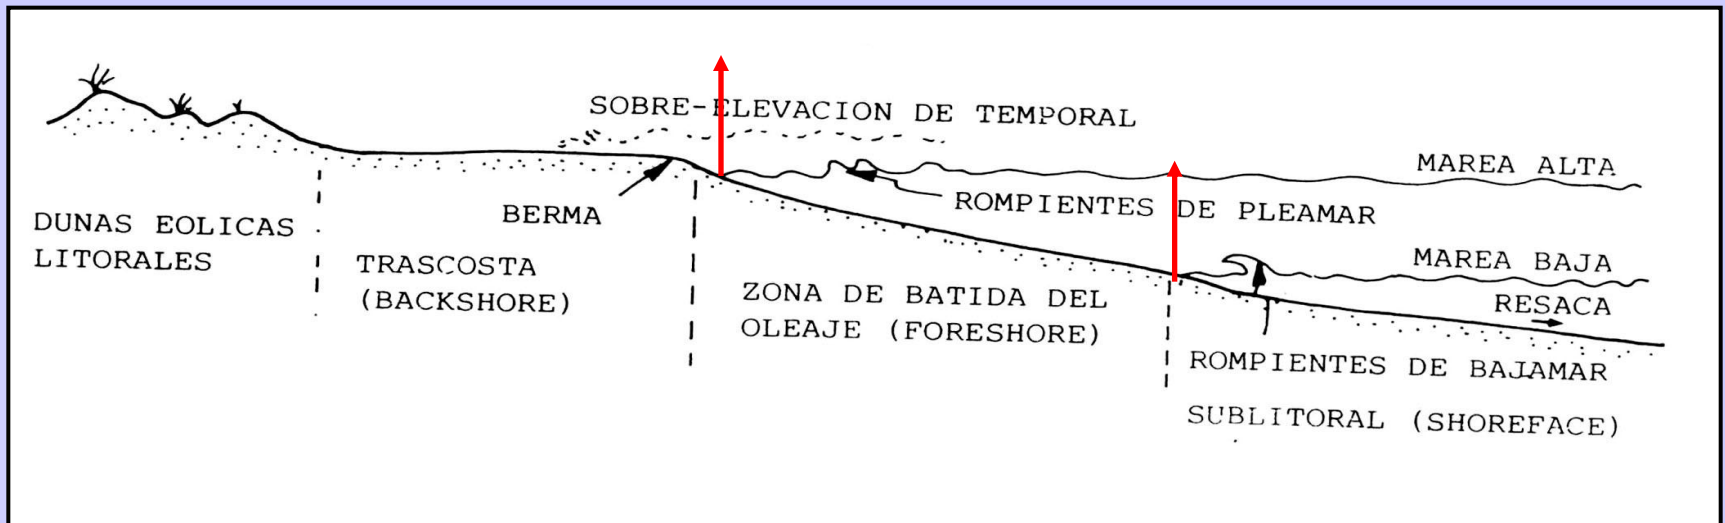 SOBRE-ELEVACION DE TEMPORAL
MAREA ALTA
BERMA
ROMPIENTES DE PLEAMAR
DUNAS EOLICAS
LITORALES
TRASCOSTA
(BACKSHORE)
ZONA DE BATIDA DEL
OLEAJE (FORESHORE)
MAREA BAJA
RESACA
ROMPIENTES DE BAJAMAR
SUBLITORAL (SHOREFACE)